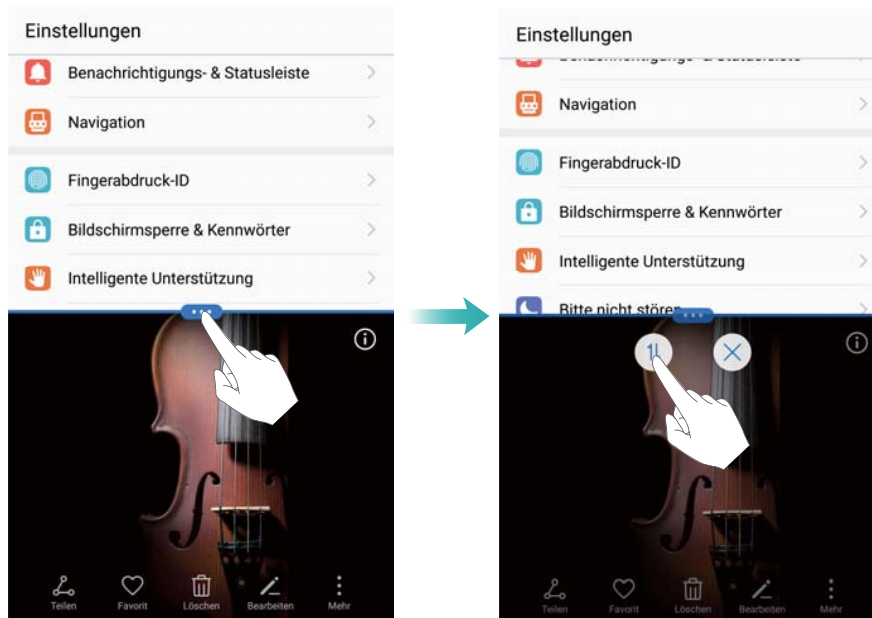 Einstellungen
Benachrichtigungs- & Statusleiste
Navigation
Fingerabdruck-ID
Bildschirmsperre & Kennwörter
Intelligente Unterstützung
Teilen Favorit Löschen Bearbeiten Mehr
Einstellungen
Navigation
Fingerabdruck-ID
Bildschirmsperre & Kennwörter
Intelligente Unterstützung
Bitte nicht stören
Teilen Favorit Löschen Bearbeiten Mehr